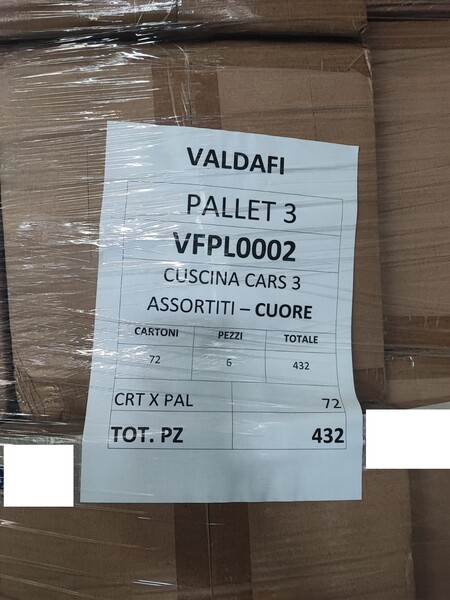 VALDAFI
PALLET 3
VFPL0002
CUSCINA CARS 3
ASSORTITI – CUORE
CARTONI PEZZI TOTALE
72 6 432
CRT X PAL 72
TOT. PZ 432